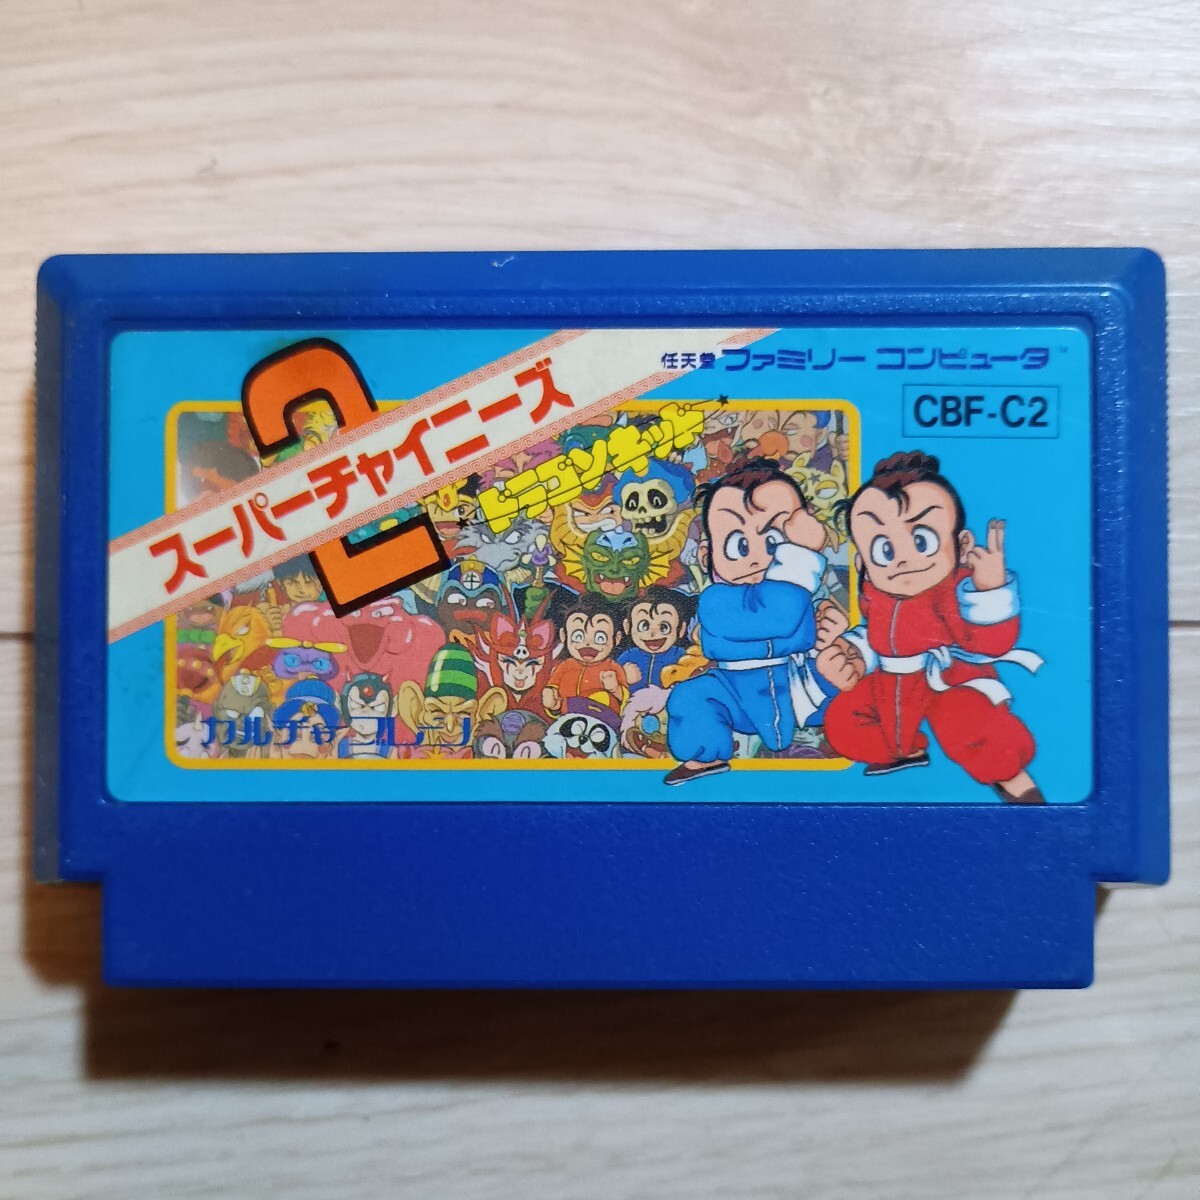 任天堂 ファミリー コンピュータ™
CBF-C2
スーパーチャイニーズ
2
ドラゴンキッド
カルチャーブレーン